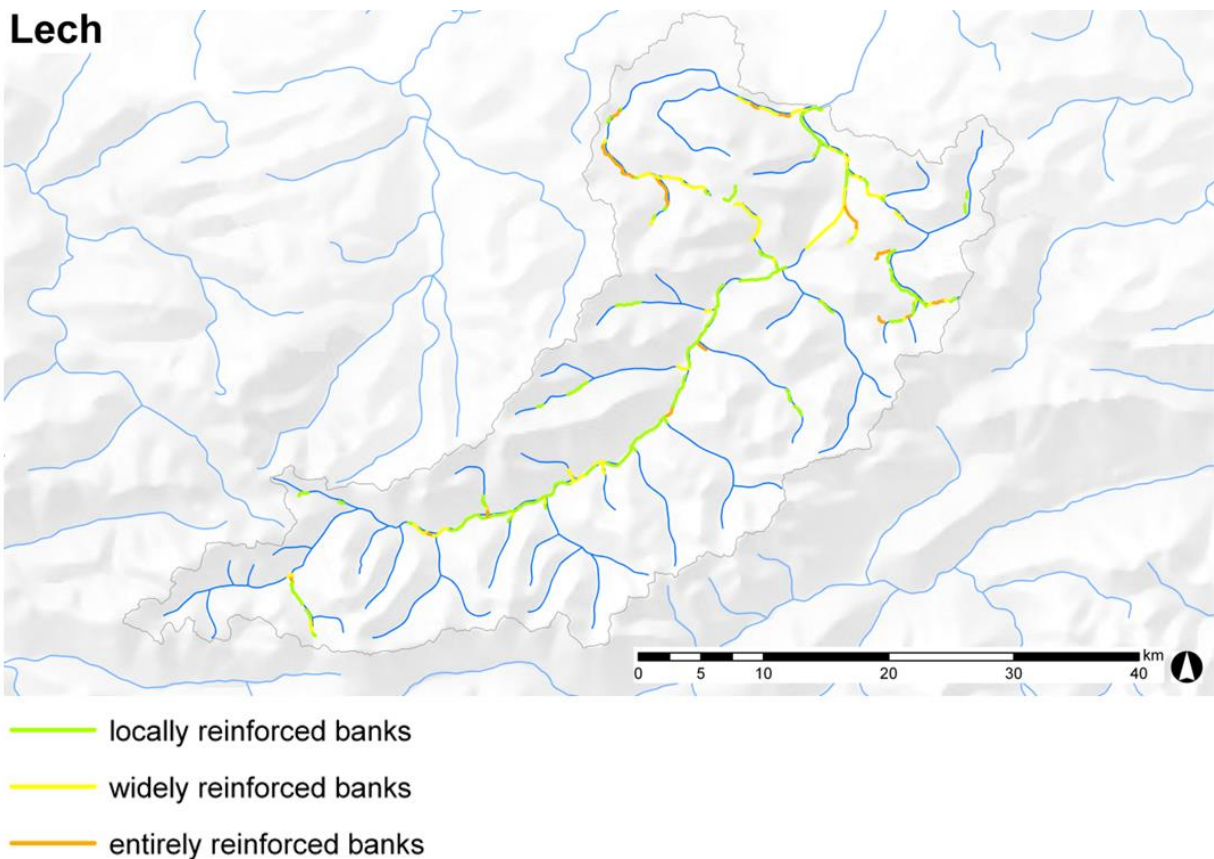 Lech
km
0 5 10 20 30 40
locally reinforced banks
widely reinforced banks
entirely reinforced banks